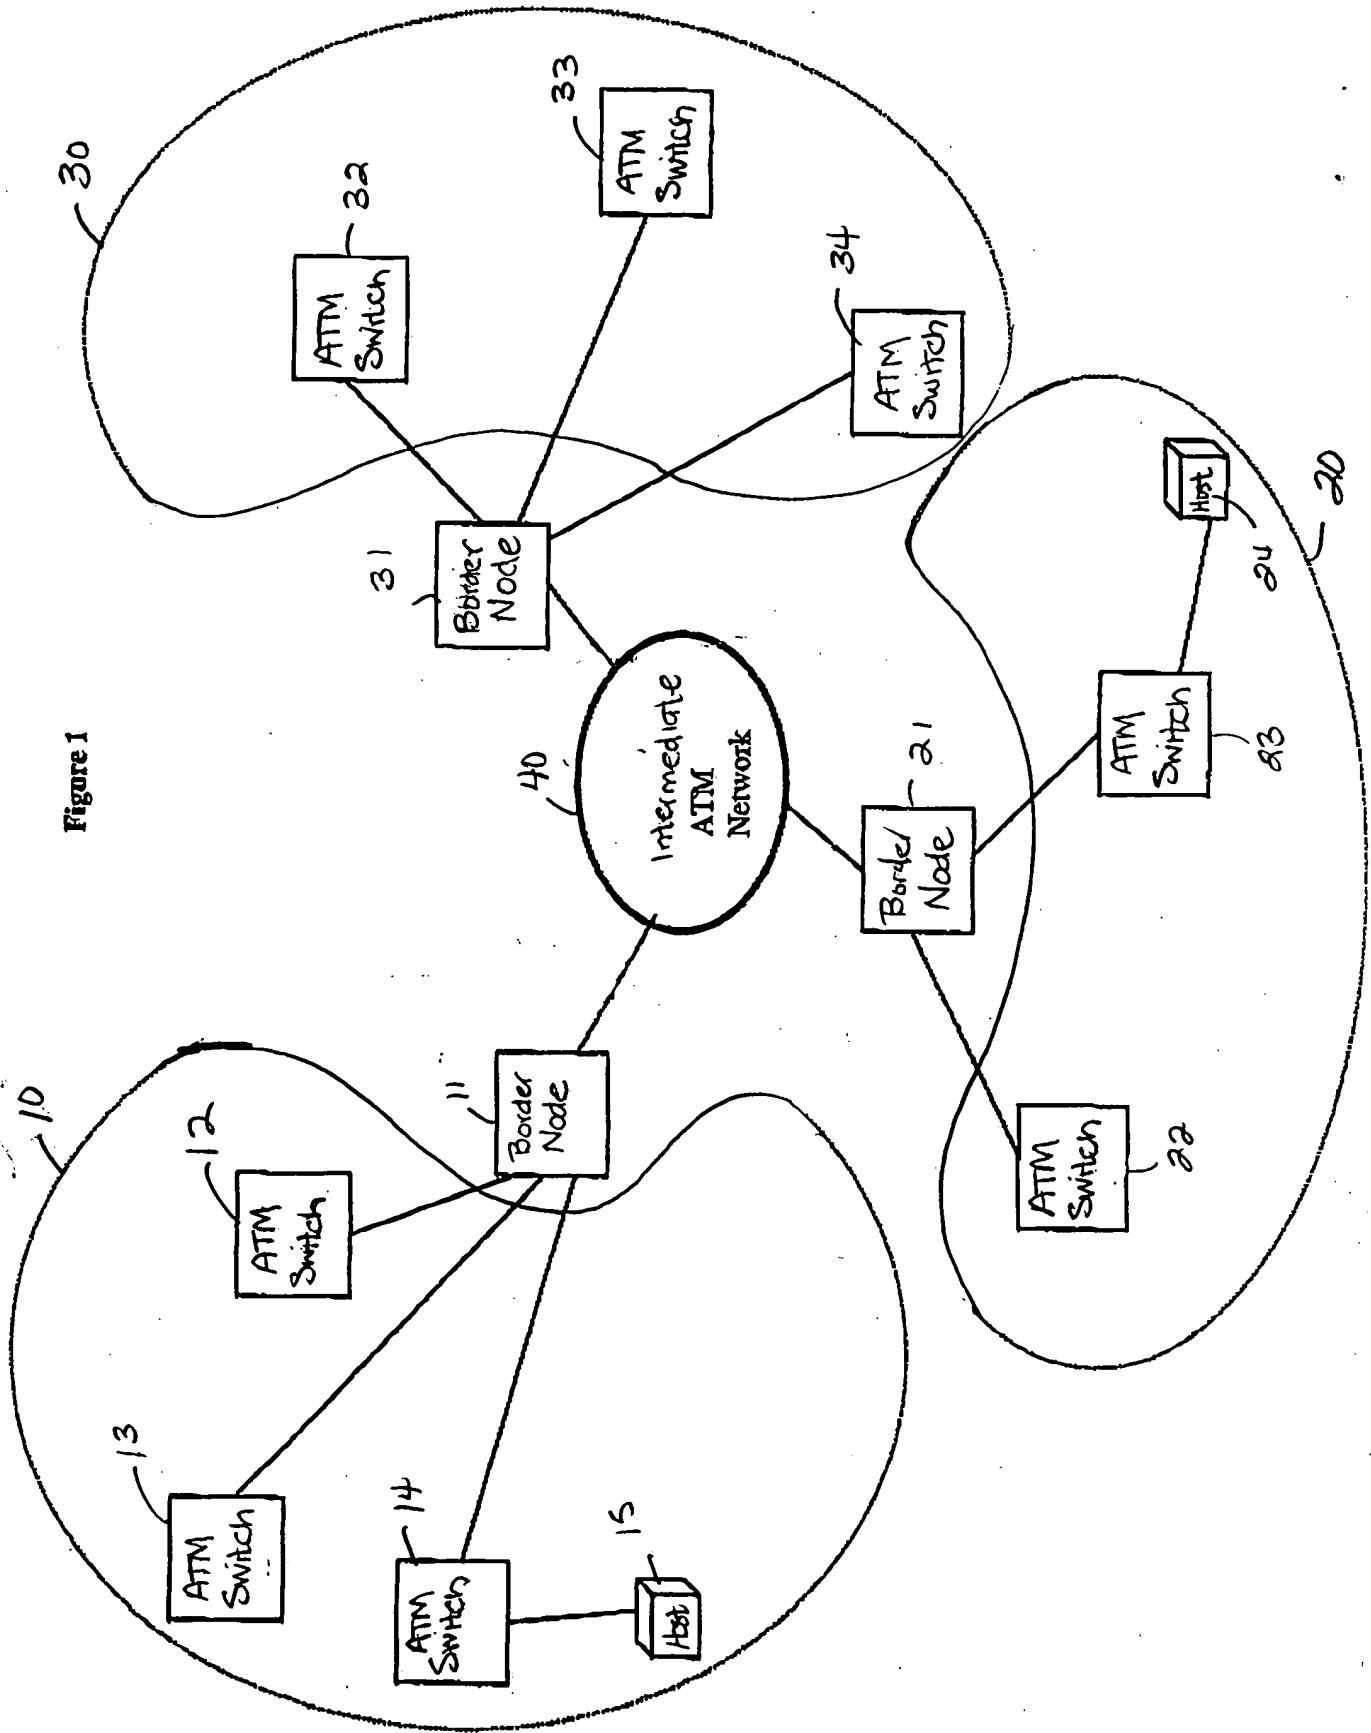 Figure 1
10
12
ATM
Switch
13
ATM
Switch
14
ATM
Switch
15
Host
11
Border
Node
40
Intermediate
ATM
Network
30
31
Border
Node
32
ATM
Switch
33
ATM
Switch
34
ATM
Switch
21
Border
Node
22
ATM
Switch
23
ATM
Switch
24
Host
20